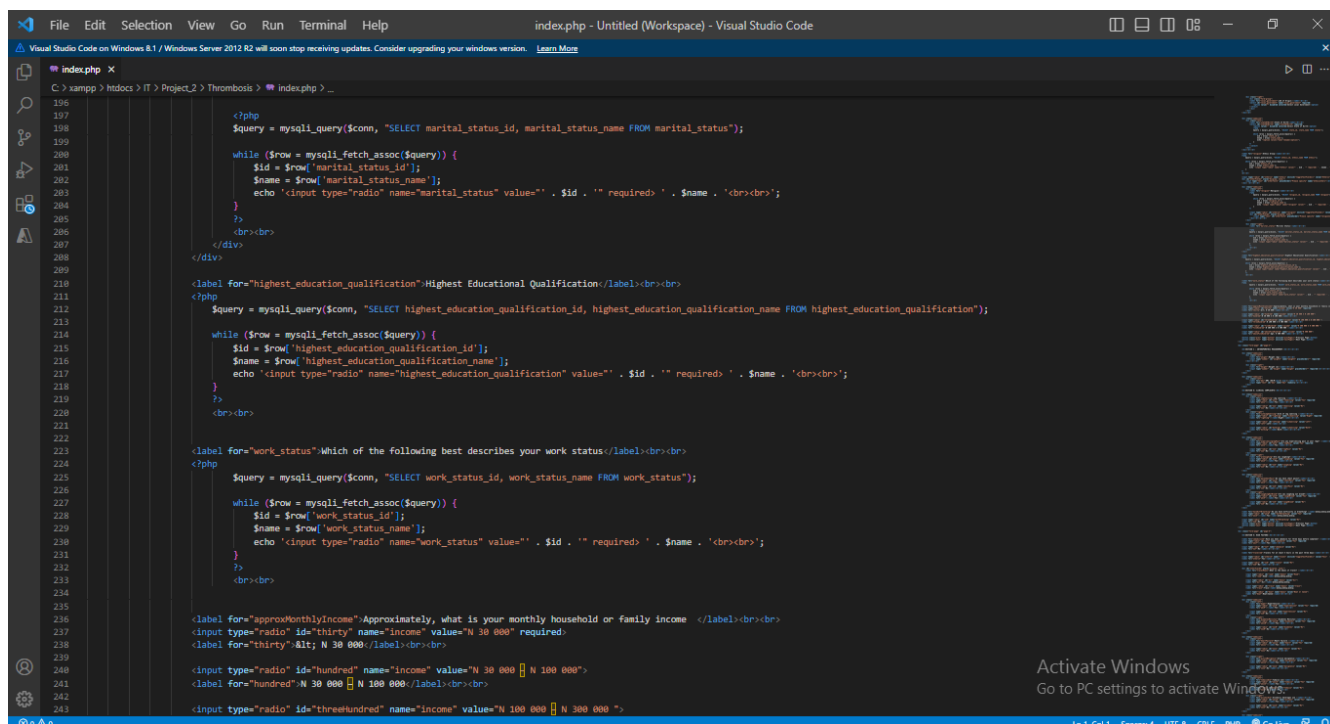 File Edit Selection View Go Run Terminal Help index.php - Untitled (Workspace) - Visual Studio Code
Visual Studio Code on Windows 8.1 / Windows Server 2012 R2 will soon stop receiving updates. Consider upgrading your windows version. Learn More
index.php
C: > xampp > htdocs > IT > Project_2 > Thrombosis > index.php > ...
196
197 <?php
198 $query = mysqli_query($conn, "SELECT marital_status_id, marital_status_name FROM marital_status");
199
200 while ($row = mysqli_fetch_assoc($query)) {
201 $id = $row['marital_status_id'];
202 $name = $row['marital_status_name'];
203 echo '<input type="radio" name="marital_status" value="' . $id . '" required> ' . $name . '<br><br>';
204 }
205 ?>
206 <br><br>
207 </div>
208 </div>
209
210 <label for="highest_education_qualification">Highest Educational Qualification</label><br><br>
211 <?php
212 $query = mysqli_query($conn, "SELECT highest_education_qualification_id, highest_education_qualification_name FROM highest_education_qualification");
213
214 while ($row = mysqli_fetch_assoc($query)) {
215 $id = $row['highest_education_qualification_id'];
216 $name = $row['highest_education_qualification_name'];
217 echo '<input type="radio" name="highest_education_qualification" value="' . $id . '" required> ' . $name . '<br><br>';
218 }
219 ?>
220 <br><br>
221
222
223 <label for="work_status">Which of the following best describes your work status</label><br><br>
224 <?php
225 $query = mysqli_query($conn, "SELECT work_status_id, work_status_name FROM work_status");
226
227 while ($row = mysqli_fetch_assoc($query)) {
228 $id = $row['work_status_id'];
229 $name = $row['work_status_name'];
230 echo '<input type="radio" name="work_status" value="' . $id . '" required> ' . $name . '<br><br>';
231 }
232 ?>
233 <br><br>
234
235
236 <label for="approxMonthlyIncome">Approximately, what is your monthly household or family income </label><br><br>
237 <input type="radio" id="thirty" name="income" value="N 30 000" required>
238 <label for="thirty">&lt; N 30 000</label><br><br>
239
240 <input type="radio" id="hundred" name="income" value="N 30 000 – N 100 000">
241 <label for="hundred">N 30 000 – N 100 000</label><br><br>
242
243 <input type="radio" id="threeHundred" name="income" value="N 100 000 – N 300 000 ">
Activate Windows
Go to PC settings to activate Windows.